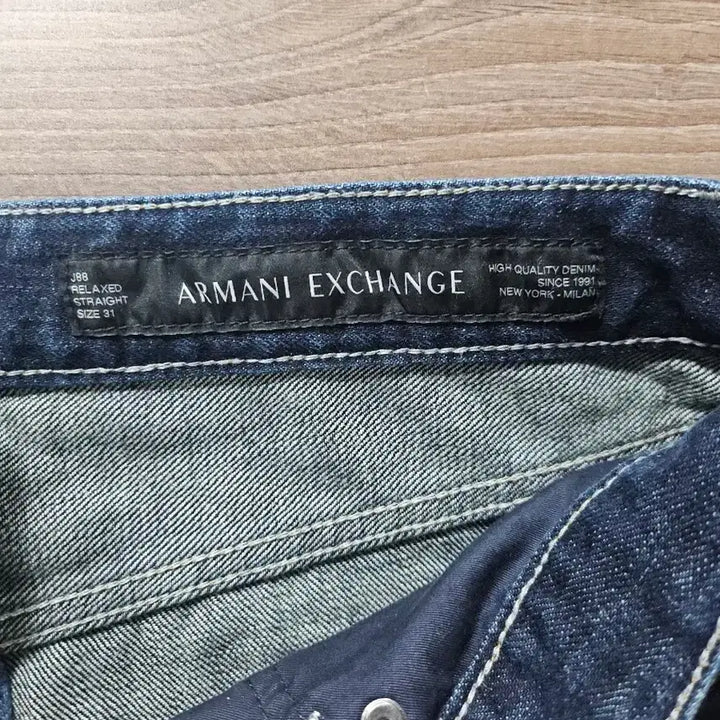 J88
RELAXED
STRAIGHT
SIZE 31
ARMANI EXCHANGE
HIGH QUALITY DENIM
SINCE 1991
NEW YORK - MILAN